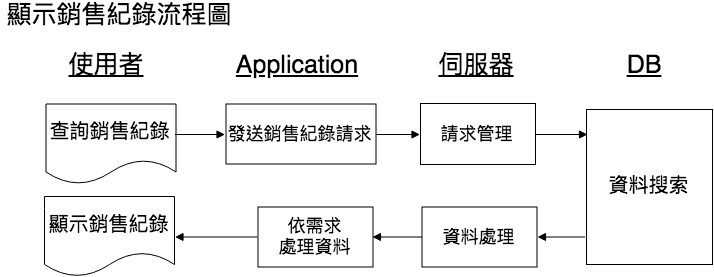 顯示銷售紀錄流程圖
使用者
Application
伺服器
DB
查詢銷售紀錄
發送銷售紀錄請求
請求管理
資料搜索
顯示銷售紀錄
依需求
處理資料
資料處理